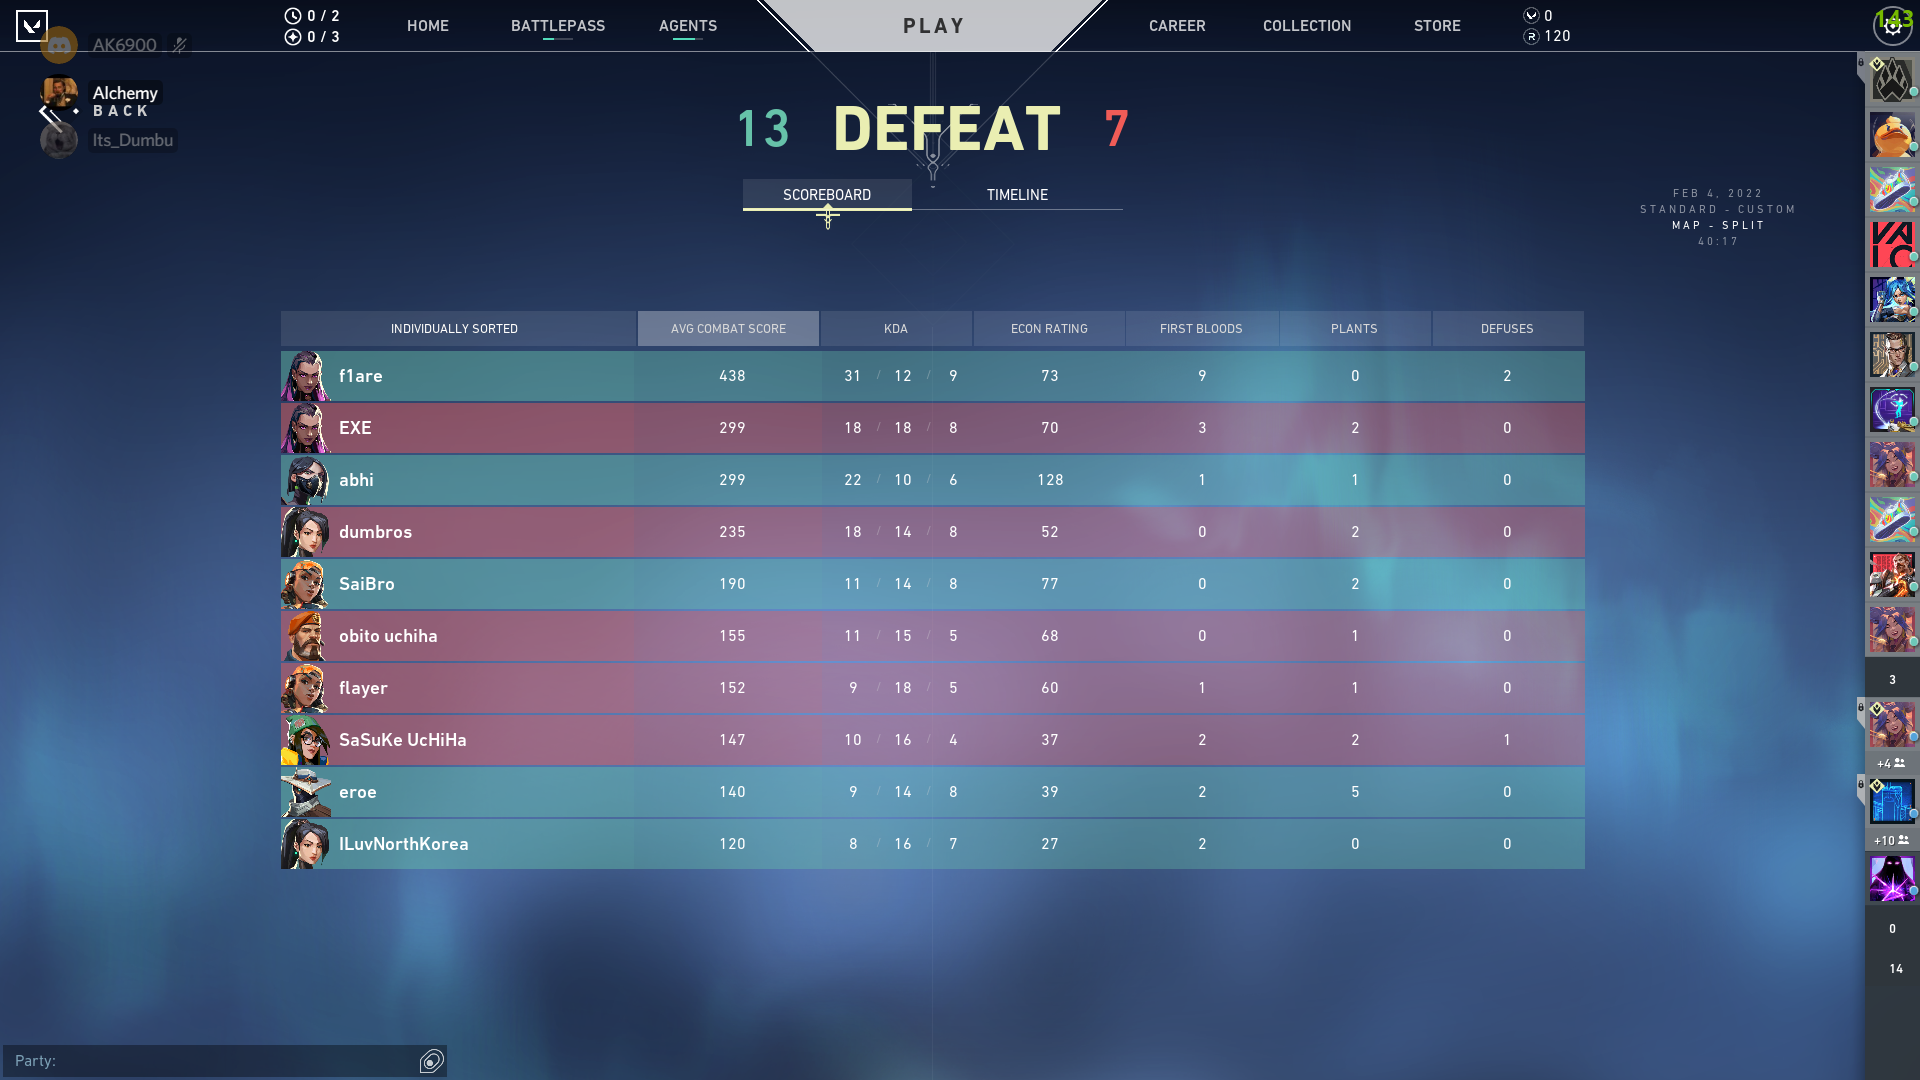 0 / 2
0 / 3
HOME
BATTLEPASS
AGENTS
PLAY
CAREER
COLLECTION
STORE
0
120
143
AK6900
Alchemy
BACK
Its_Dumbu
13 DEFEAT 7
SCOREBOARD
TIMELINE
FEB 4, 2022
STANDARD - CUSTOM
MAP - SPLIT
40:17
INDIVIDUALLY SORTED AVG COMBAT SCORE KDA ECON RATING FIRST BLOODS PLANTS DEFUSES
f1are 438 31 / 12 / 9 73 9 0 2
EXE 299 18 / 18 / 8 70 3 2 0
abhi 299 22 / 10 / 6 128 1 1 0
dumbros 235 18 / 14 / 8 52 0 2 0
SaiBro 190 11 / 14 / 8 77 0 2 0
obito uchiha 155 11 / 15 / 5 68 0 1 0
flayer 152 9 / 18 / 5 60 1 1 0
SaSuKe UcHiHa 147 10 / 16 / 4 37 2 2 1
eroe 140 9 / 14 / 8 39 2 5 0
ILuvNorthKorea 120 8 / 16 / 7 27 2 0 0
3
+4
+10
0
14
Party: